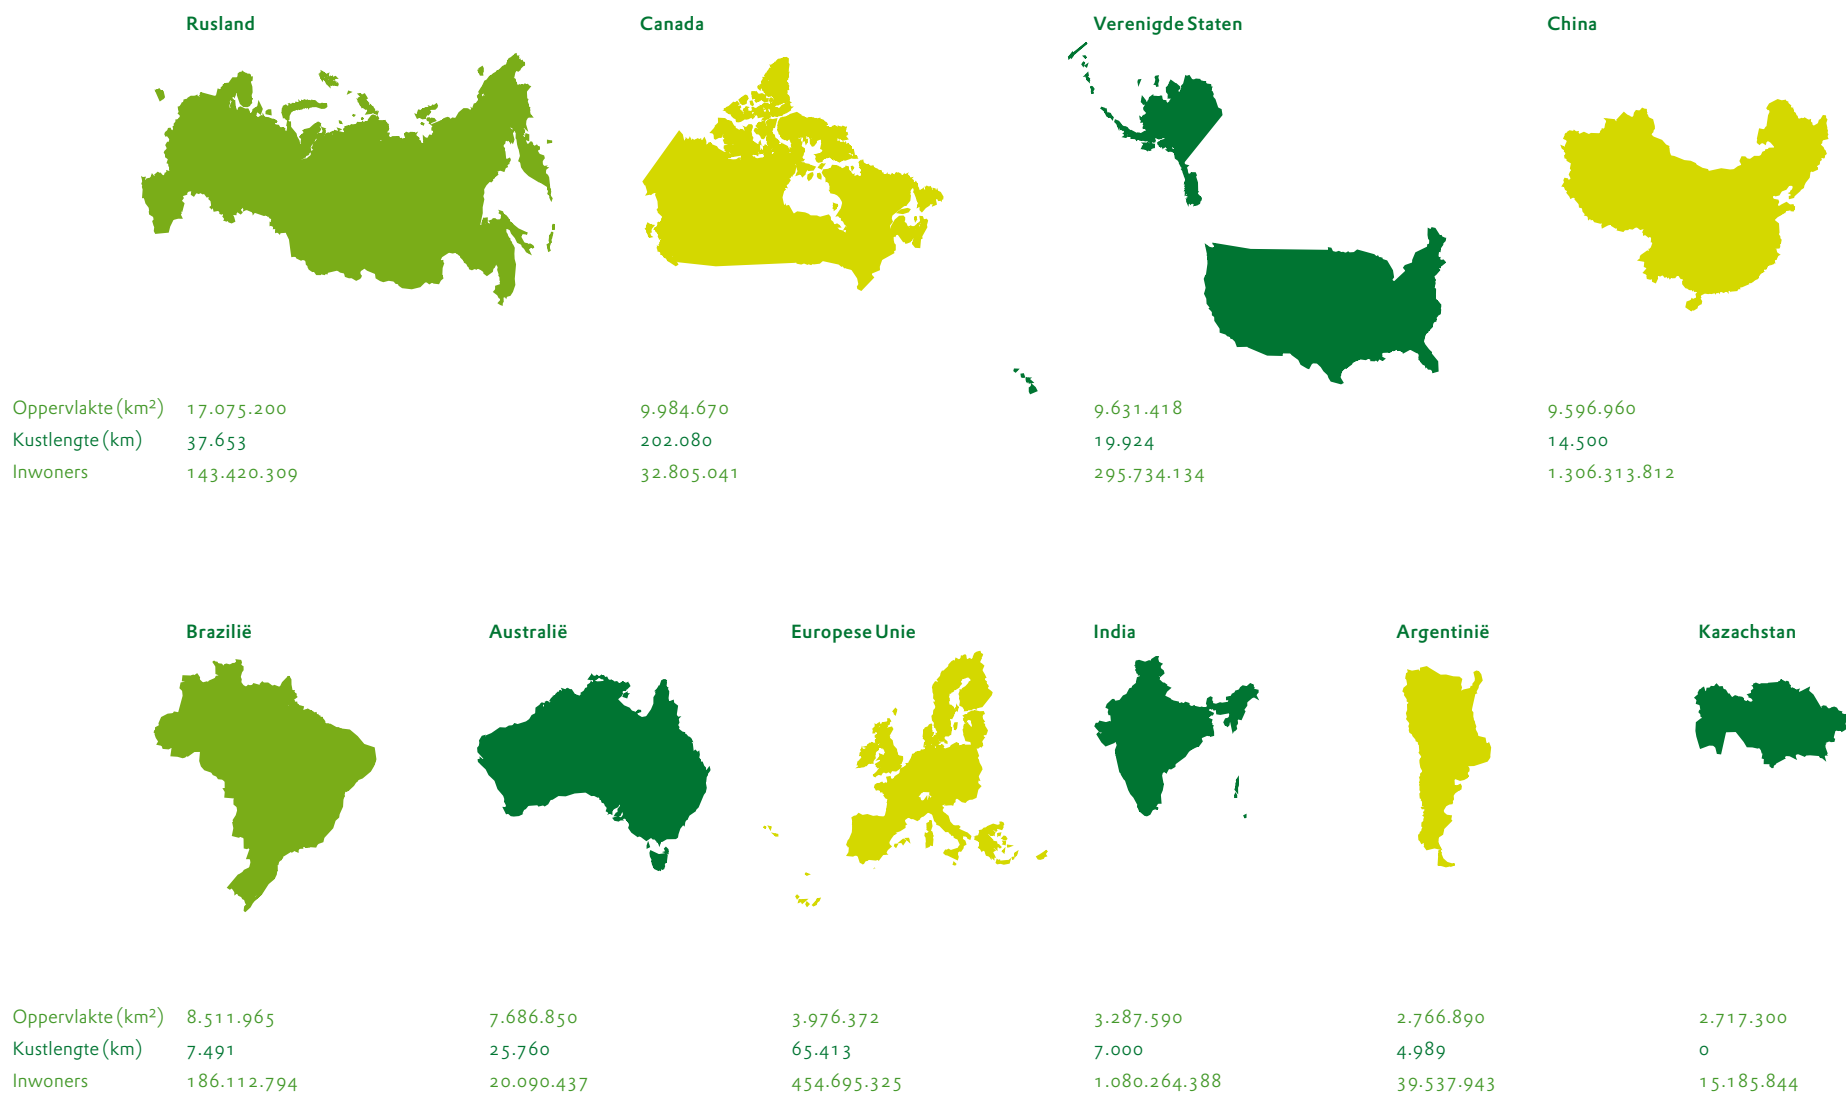 Rusland Canada Verenigde Staten China
Oppervlakte (km²) 17.075.200 9.984.670 9.631.418 9.596.960
Kustlengte (km) 37.653 202.080 19.924 14.500
Inwoners 143.420.309 32.805.041 295.734.134 1.306.313.812
Brazilië Australië Europese Unie India Argentinië Kazachstan
Oppervlakte (km²) 8.511.965 7.686.850 3.976.372 3.287.590 2.766.890 2.717.300
Kustlengte (km) 7.491 25.760 65.413 7.000 4.989 0
Inwoners 186.112.794 20.090.437 454.695.325 1.080.264.388 39.537.943 15.185.844